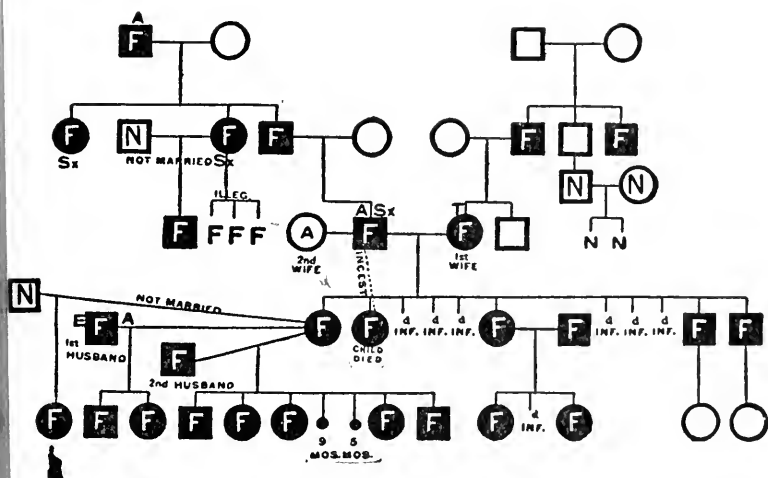 A
F
F N F F F F
Sx NOT MARRIED Sx
ILLEG. N N
F F F F A A Sx F T F N N
2nd WIFE 1st WIFE
INCEST
N NOT MARRIED
E F A F F d d d F F d d d F F
INF. INF. INF. INF. INF. INF.
1st HUSBAND
CHILD DIED
F 2nd HUSBAND
F F F F F F F F F d F
INF.
9 5
MOS. MOS.